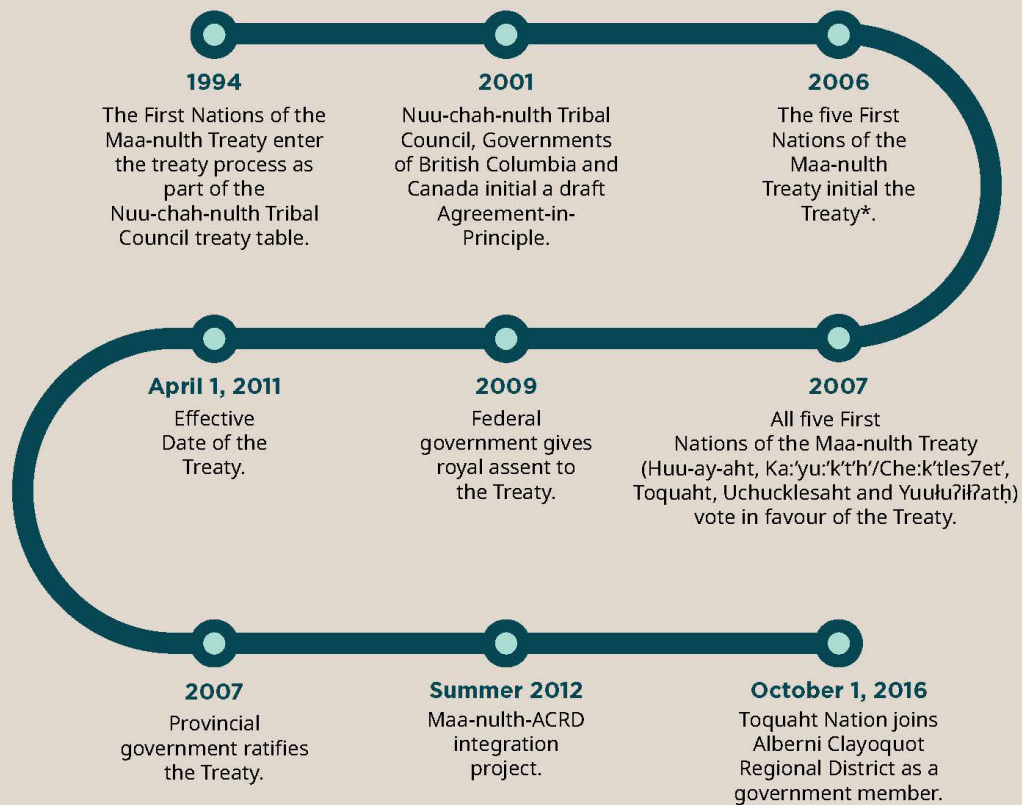 1994
The First Nations of the
Maa-nulth Treaty enter
the treaty process as
part of the
Nuu-chah-nulth Tribal
Council treaty table.
2001
Nuu-chah-nulth Tribal
Council, Governments
of British Columbia and
Canada initial a draft
Agreement-in-
Principle.
2006
The five First
Nations of the
Maa-nulth
Treaty initial the
Treaty*.
2007
All five First
Nations of the Maa-nulth Treaty
(Huu-ay-aht, Ka:’yu:’k’t’h’/Che:k’tles7et’,
Toquaht, Uchucklesaht and Yuułuʔiłʔatḥ)
vote in favour of the Treaty.
2009
Federal
government gives
royal assent to
the Treaty.
April 1, 2011
Effective
Date of the
Treaty.
2007
Provincial
government ratifies
the Treaty.
Summer 2012
Maa-nulth-ACRD
integration
project.
October 1, 2016
Toquaht Nation joins
Alberni Clayoquot
Regional District as a
government member.